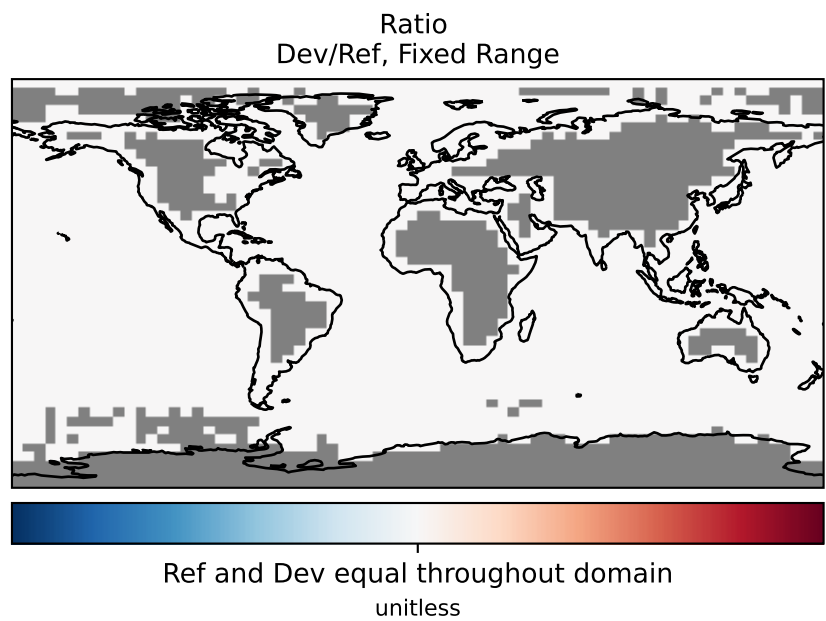 Ratio
Dev/Ref, Fixed Range
Ref and Dev equal throughout domain
unitless